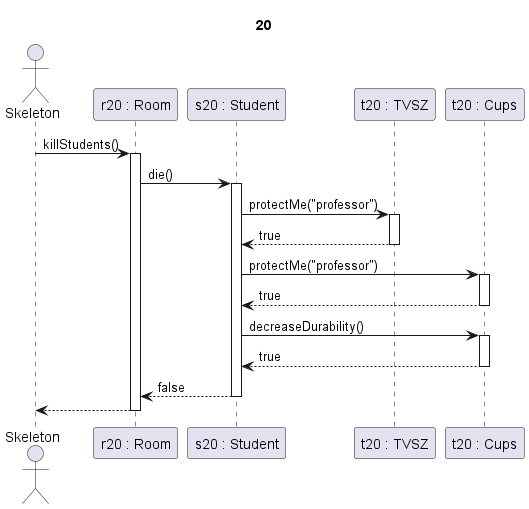 20
Skeleton
r20 : Room
s20 : Student
t20 : TVSZ
t20 : Cups
killStudents()
die()
protectMe("professor")
true
protectMe("professor")
true
decreaseDurability()
true
false
Skeleton
r20 : Room
s20 : Student
t20 : TVSZ
t20 : Cups